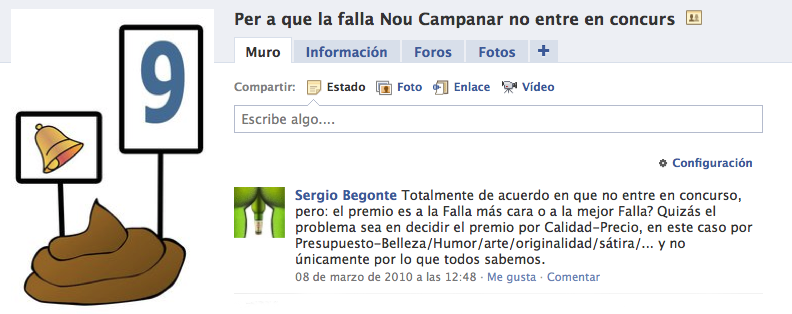 9
Per a que la falla Nou Campanar no entre en concurs
Muro Información Foros Fotos +
Compartir: Estado Foto Enlace Vídeo
Escribe algo....
Configuración
Sergio Begonte Totalmente de acuerdo en que no entre en concurso,
pero: el premio es a la Falla más cara o a la mejor Falla? Quizás el
problema sea en decidir el premio por Calidad-Precio, en este caso por
Presupuesto-Belleza/Humor/arte/originalidad/sátira/... y no
únicamente por lo que todos sabemos.
08 de marzo de 2010 a las 12:48 · Me gusta · Comentar